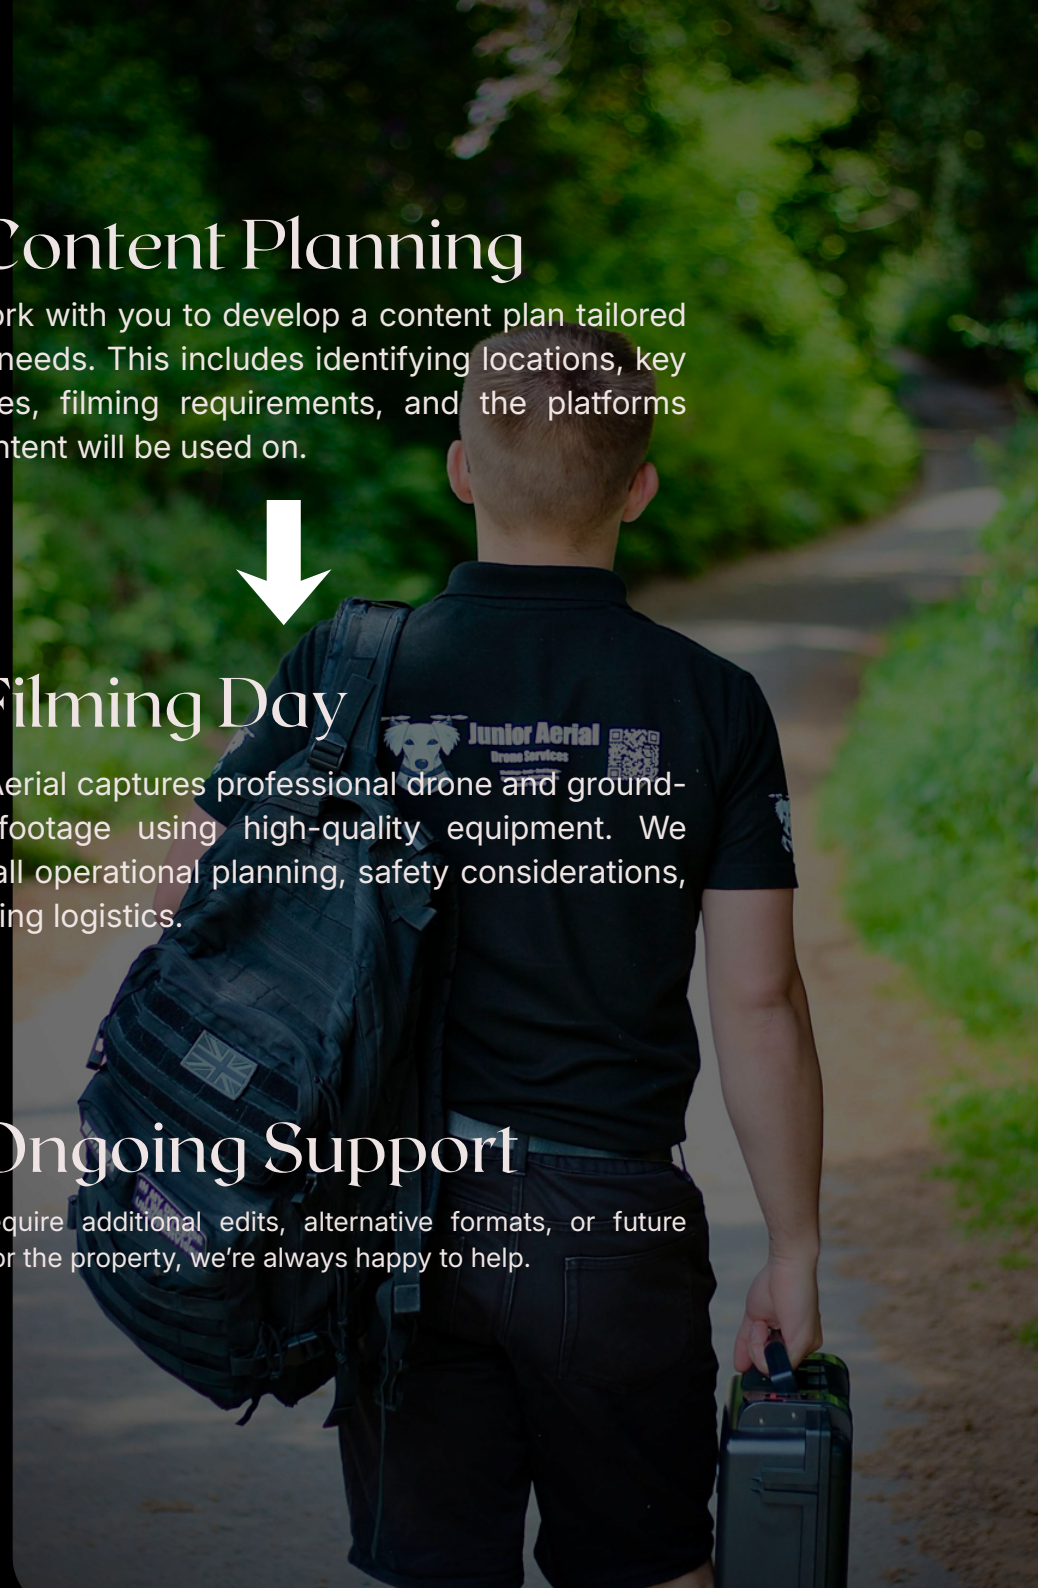 Content Planning
ork with you to develop a content plan tailored
needs. This includes identifying locations, key
es, filming requirements, and the platforms
ntent will be used on.
Filming Day
Junior Aerial
Drone Services
Aerial captures professional drone and ground-
footage using high-quality equipment. We
all operational planning, safety considerations,
ing logistics.
Ongoing Support
equire additional edits, alternative formats, or future
or the property, we’re always happy to help.